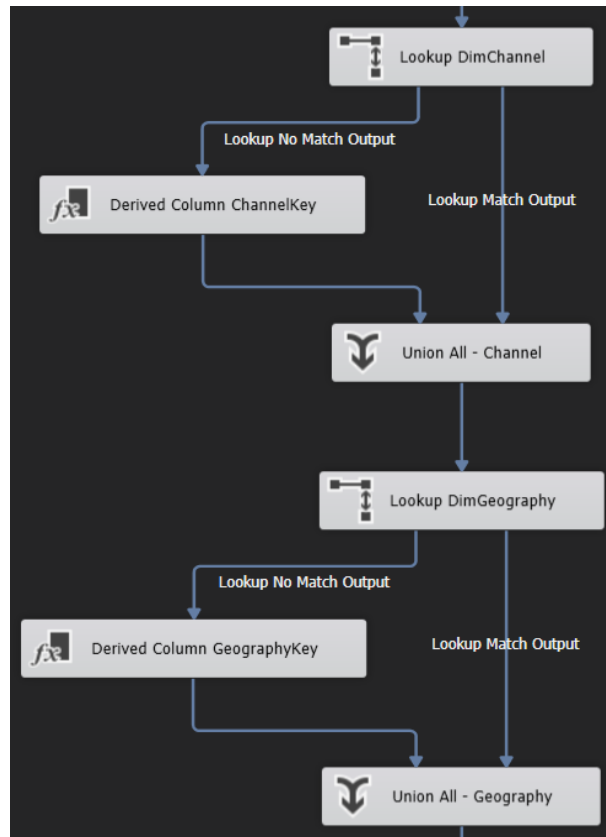 Lookup DimChannel
Lookup No Match Output
Derived Column ChannelKey
Lookup Match Output
Union All - Channel
Lookup DimGeography
Lookup No Match Output
Derived Column GeographyKey
Lookup Match Output
Union All - Geography